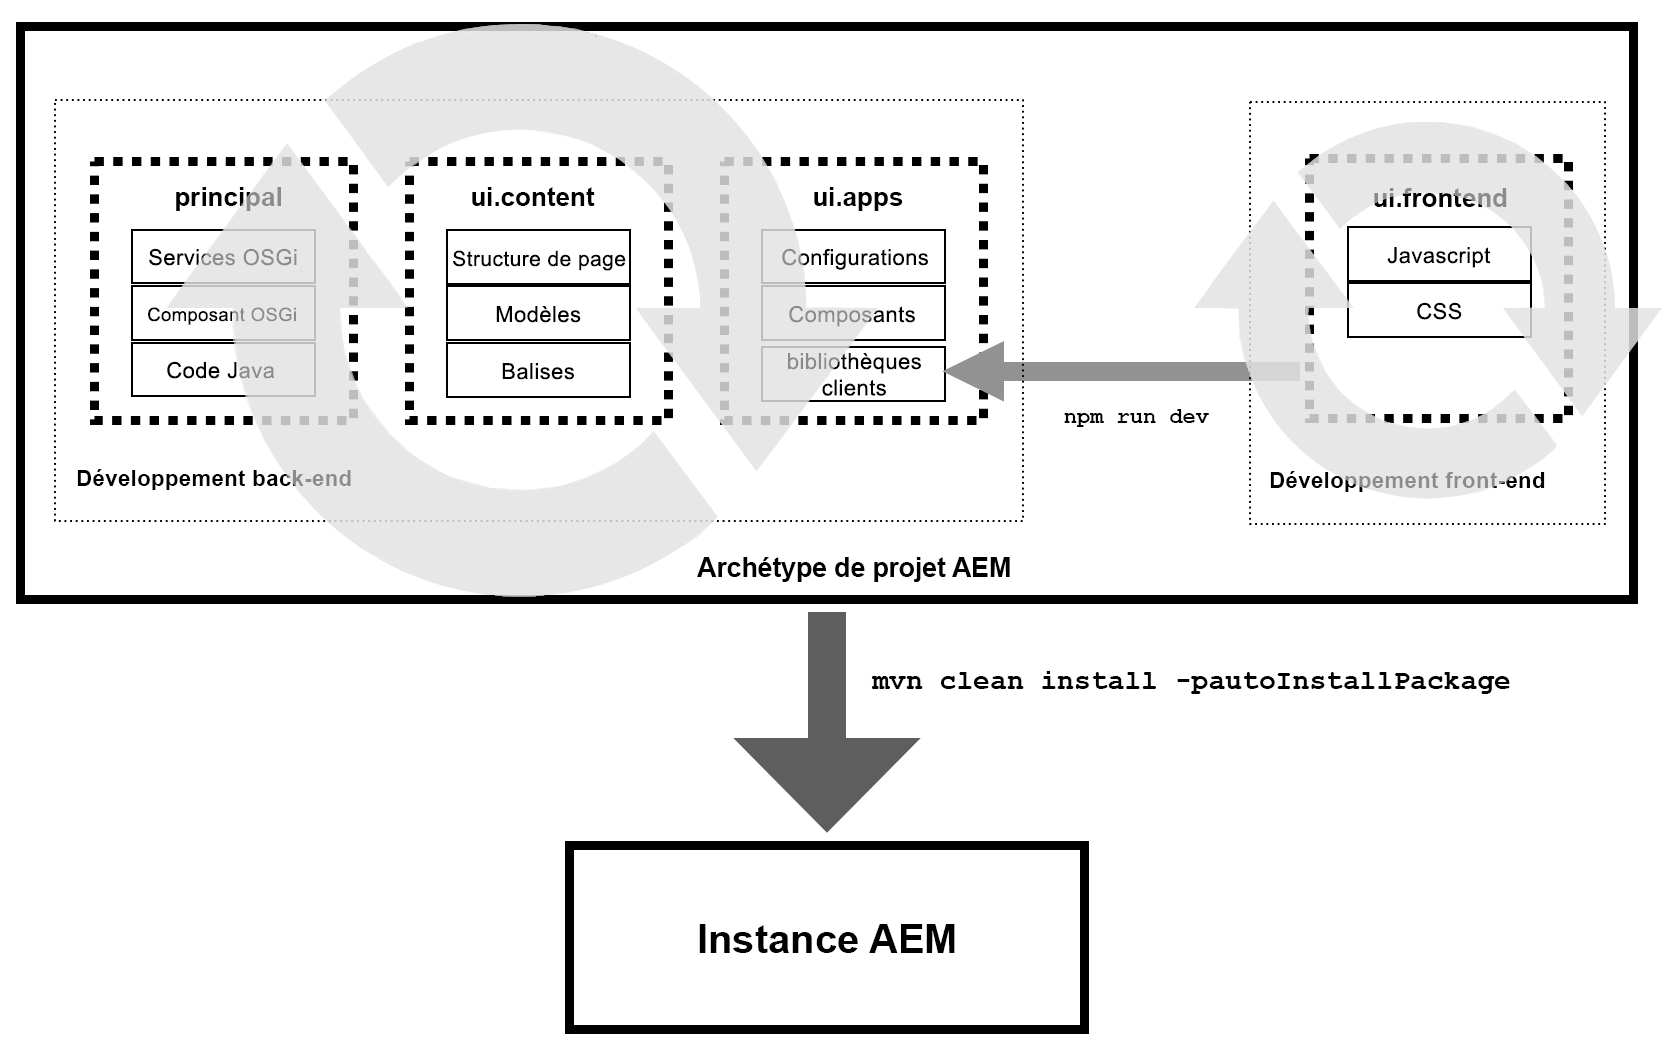 principal
Services OSGi
Composant OSGi
Code Java
ui.content
Structure de page
Modèles
Balises
ui.apps
Configurations
Composants
bibliothèques
clients
Développement back-end
npm run dev
ui.frontend
Javascript
CSS
Développement front-end
Archétype de projet AEM
mvn clean install -pautoInstallPackage
Instance AEM